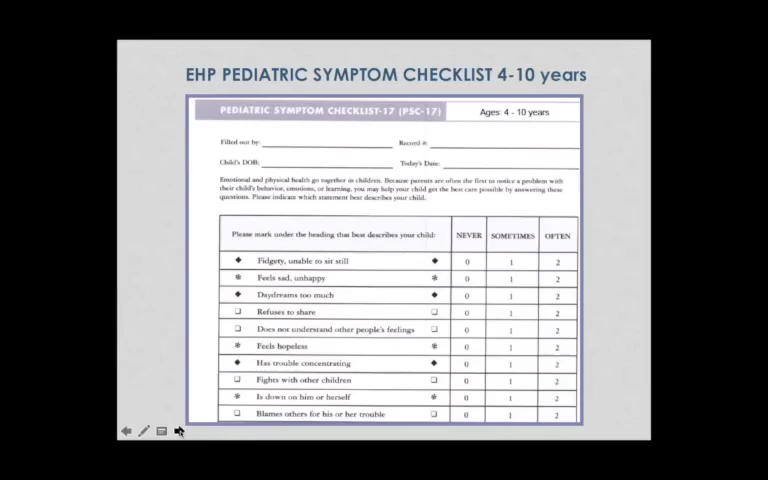 EHP PEDIATRIC SYMPTOM CHECKLIST 4-10 years
PEDIATRIC SYMPTOM CHECKLIST-17 (PSC-17) Ages: 4 - 10 years
Filled out by: Record #:
Child's DOB: Today's Date:
Emotional and physical health go together in children. Because parents are often the first to notice a problem with
their child's behavior, emotions, or learning, you may help your child get the best care possible by answering these
questions. Please indicate which statement best describes your child.
Please mark under the heading that best describes your child: NEVER SOMETIMES OFTEN
Fidgety, unable to sit still 0 1 2
Feels sad, unhappy 0 1 2
Daydreams too much 0 1 2
Refuses to share 0 1 2
Does not understand other people's feelings 0 1 2
Feels hopeless 0 1 2
Has trouble concentrating 0 1 2
Fights with other children 0 1 2
Is down on him or herself 0 1 2
Blames others for his or her trouble 0 1 2